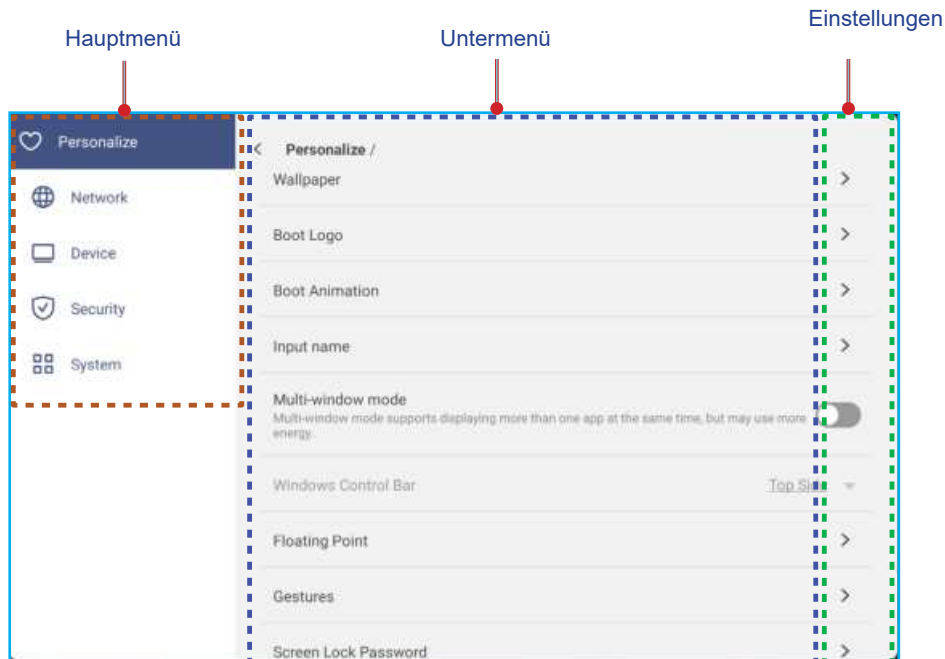 Einstellungen
Hauptmenü
Untermenü
Personalize
Network
Device
Security
System
Personalize /
Wallpaper
Boot Logo
Boot Animation
Input name
Multi-window mode
Multi-window mode supports displaying more than one app at the same time, but may use more
energy.
Windows Control Bar
Top Side
Floating Point
Gestures
Screen Lock Password